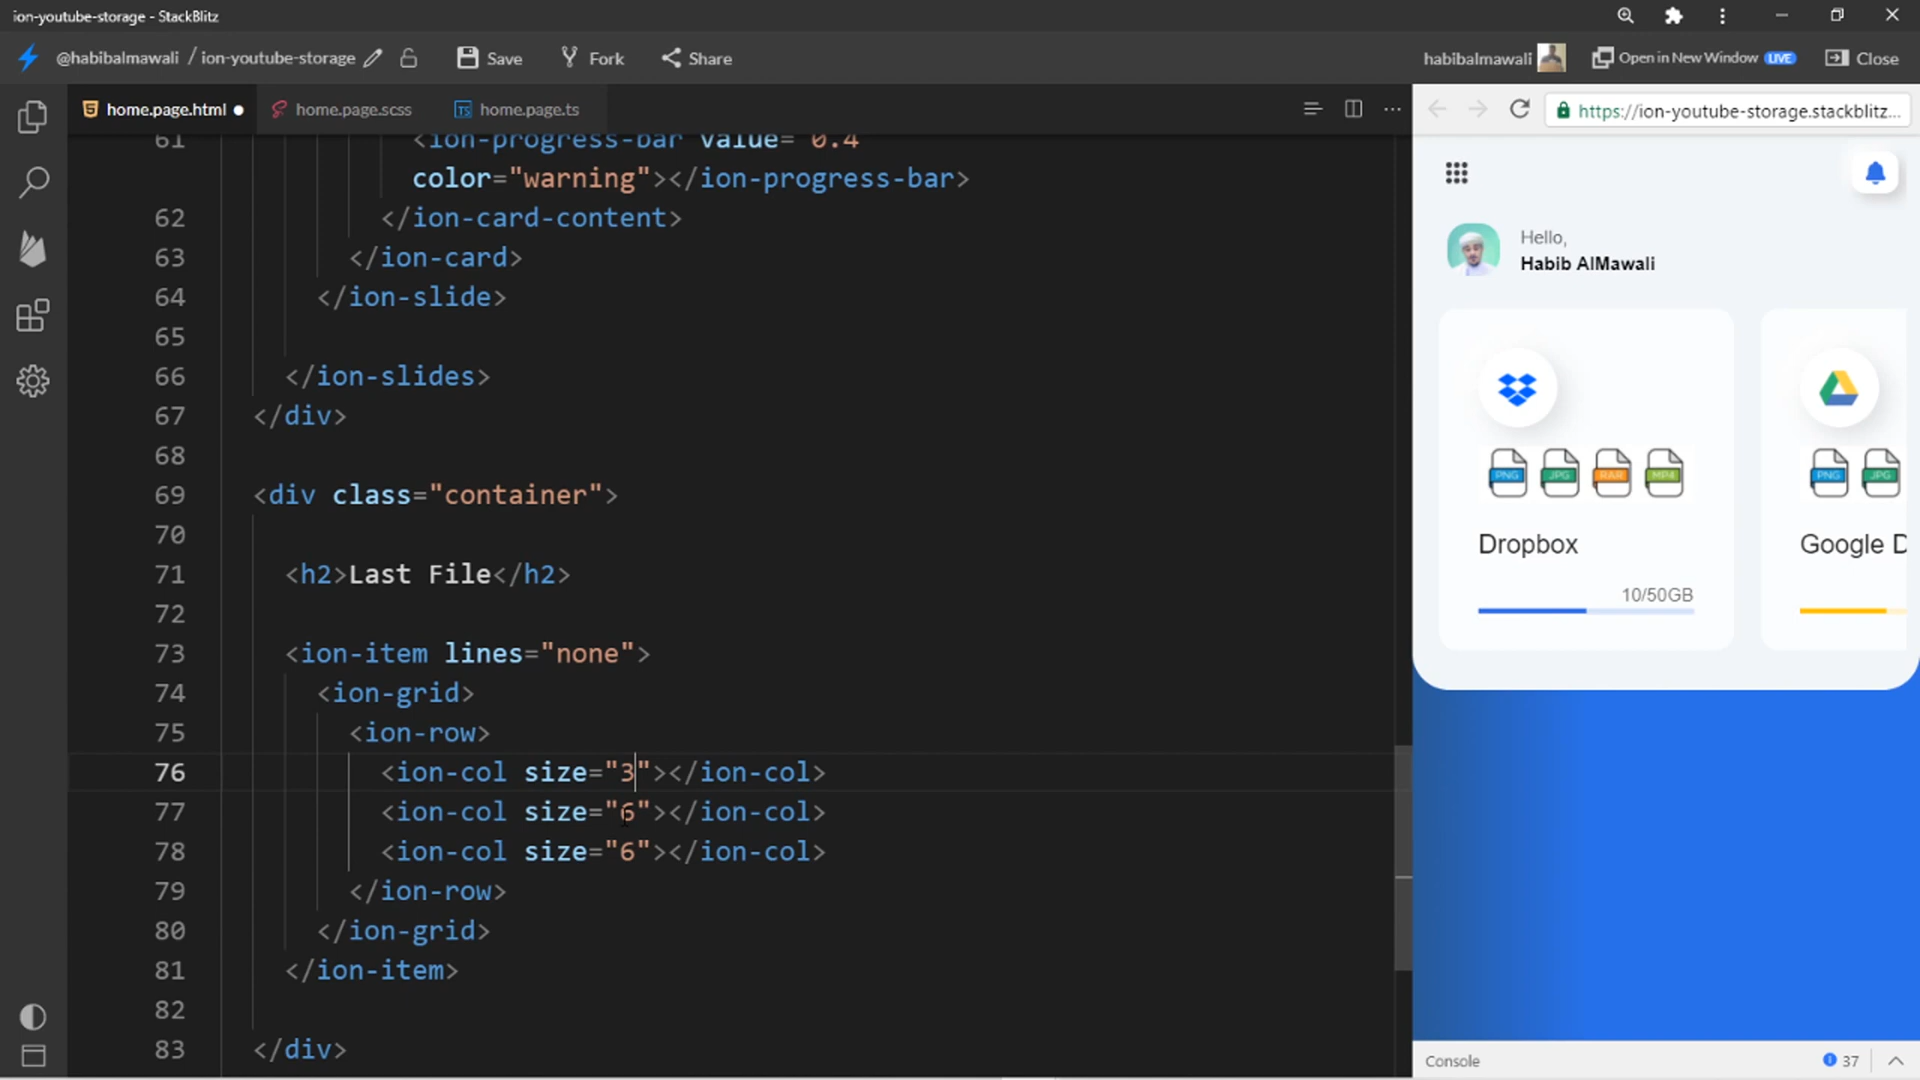 ion-youtube-storage - StackBlitz
@habibalmawali / ion-youtube-storage
Save
Fork
Share
habibalmawali
Open in New Window LIVE
Close
home.page.html
home.page.scss
home.page.ts
https://ion-youtube-storage.stackblitz...
61 <ion-progress-bar value="0.4
color="warning"></ion-progress-bar>
62 </ion-card-content>
63 </ion-card>
64 </ion-slide>
65
66 </ion-slides>
67 </div>
68
69 <div class="container">
70
71 <h2>Last File</h2>
72
73 <ion-item lines="none">
74 <ion-grid>
75 <ion-row>
76 <ion-col size="3"></ion-col>
77 <ion-col size="6"></ion-col>
78 <ion-col size="6"></ion-col>
79 </ion-row>
80 </ion-grid>
81 </ion-item>
82
83 </div>
Hello,
Habib AlMawali
PNG JPG RAR MP4
Dropbox
10/50GB
PNG JPG
Google D
Console
37